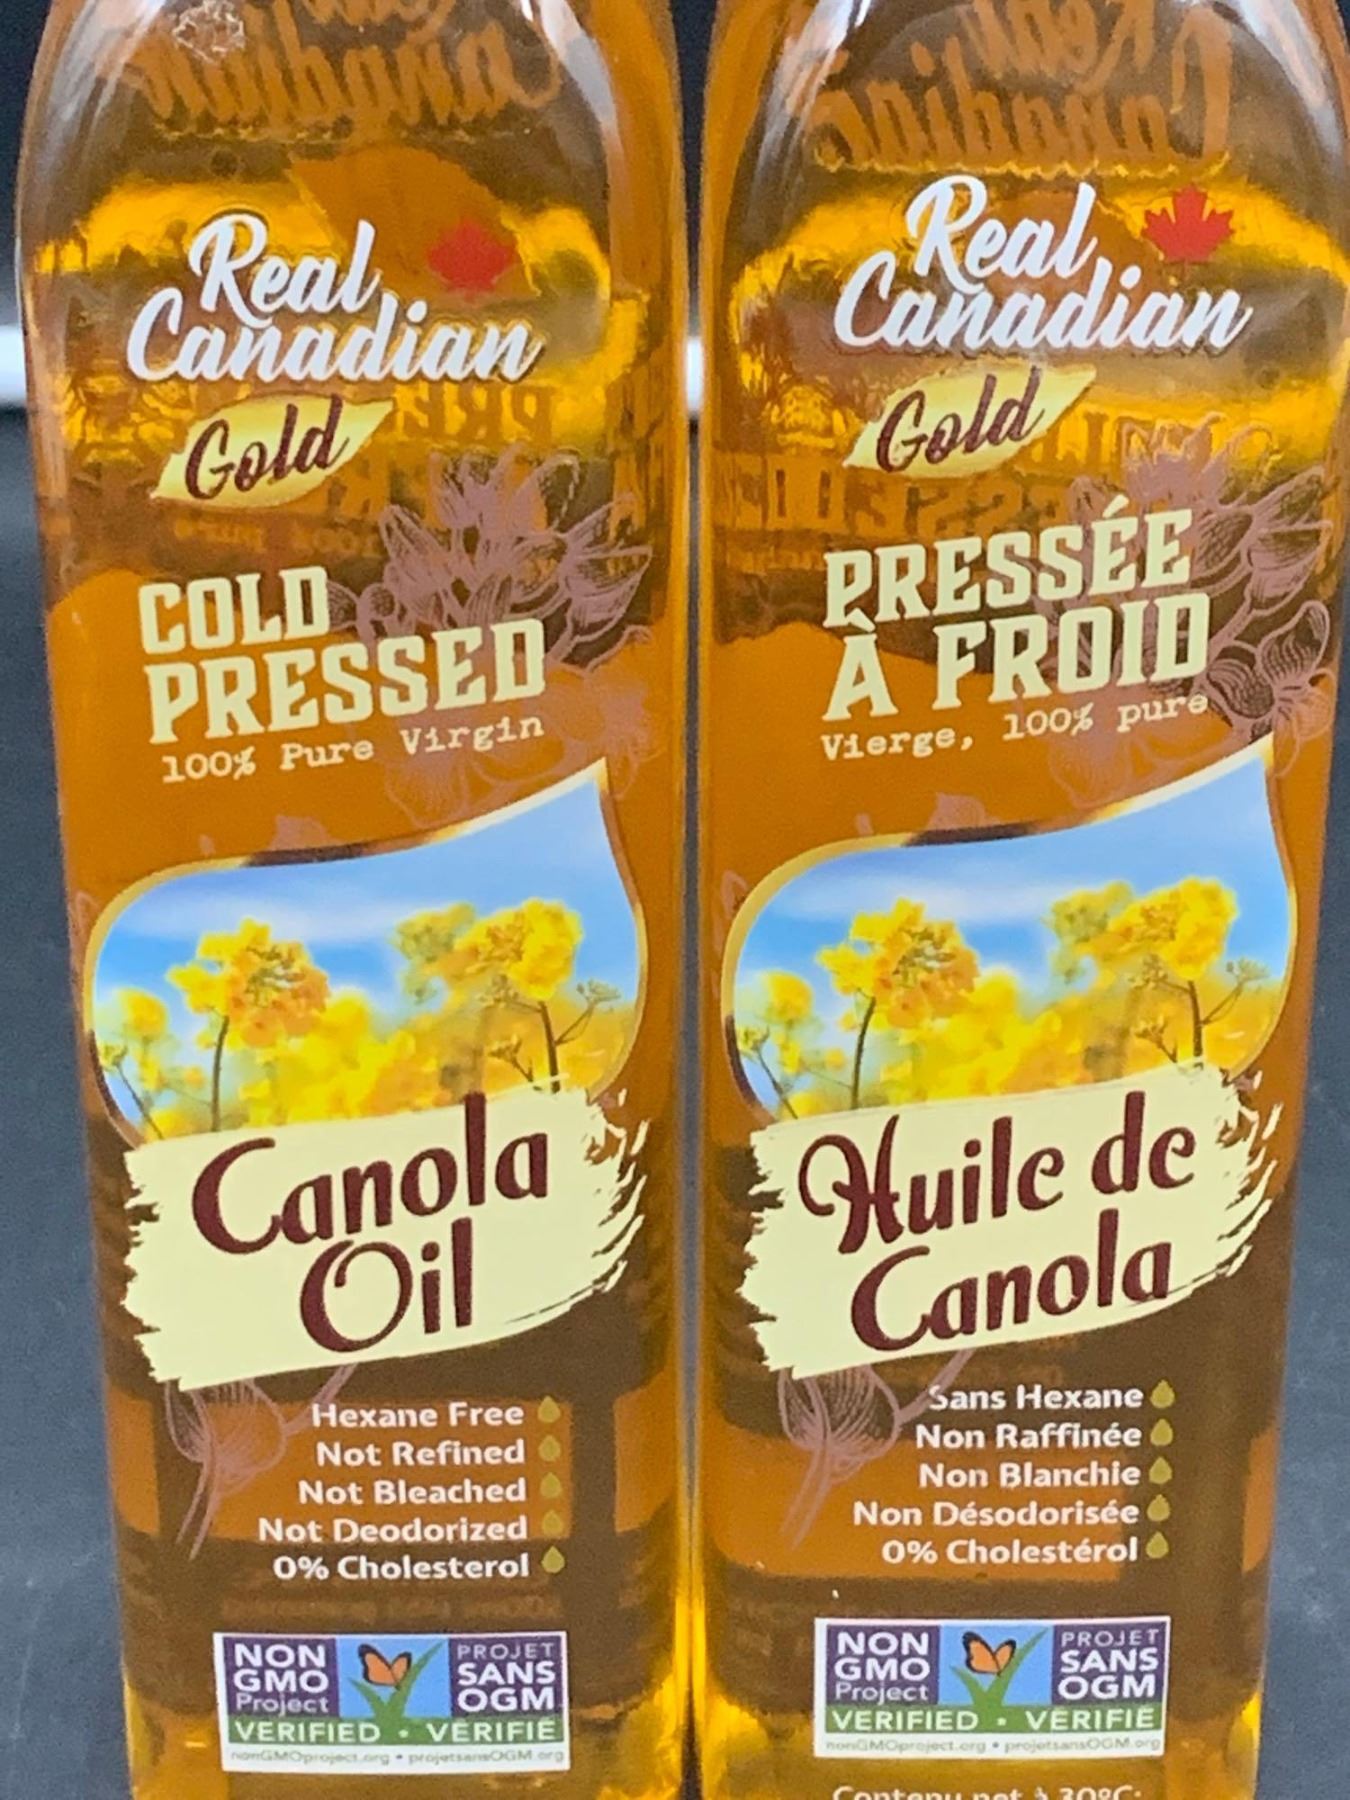 Real
Canadian
Gold
COLD
PRESSED
100% Pure Virgin
Canola
Oil
Hexane Free
Not Refined
Not Bleached
Not Deodorized
0% Cholesterol
NON
GMO
Project
PROJET
SANS
OGM
VERIFIED • VÉRIFIÉ
nonGMOproject.org • projetsansOGM.org
Real
Canadian
Gold
PRESSÉE
À FROID
Vierge, 100% pure
Huile de
Canola
Sans Hexane
Non Raffinée
Non Blanchie
Non Désodorisée
0% Cholestérol
NON
GMO
Project
PROJET
SANS
OGM
VERIFIED • VÉRIFIÉ
nonGMOproject.org • projetsansOGM.org
Contenu net à 30ºC: